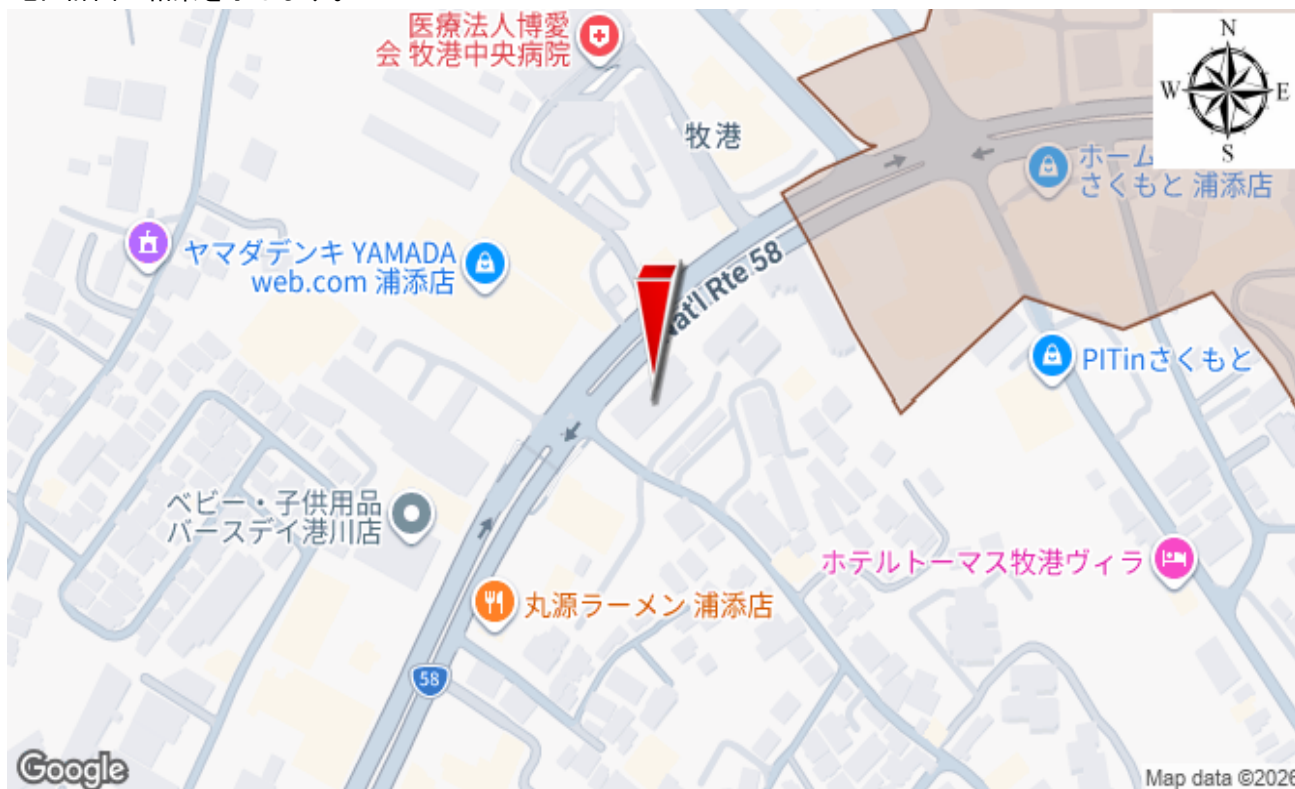 医療法人博愛
会 牧港中央病院
N
W
E
S
牧港
ホーム
さくもと 浦添店
ヤマダデンキ YAMADA
web.com 浦添店
Nat'l Rte 58
PITinさくもと
ベビー・子供用品
バースデイ港川店
ホテルトーマス牧港ヴィラ
丸源ラーメン 浦添店
58
Google
Map data ©2026